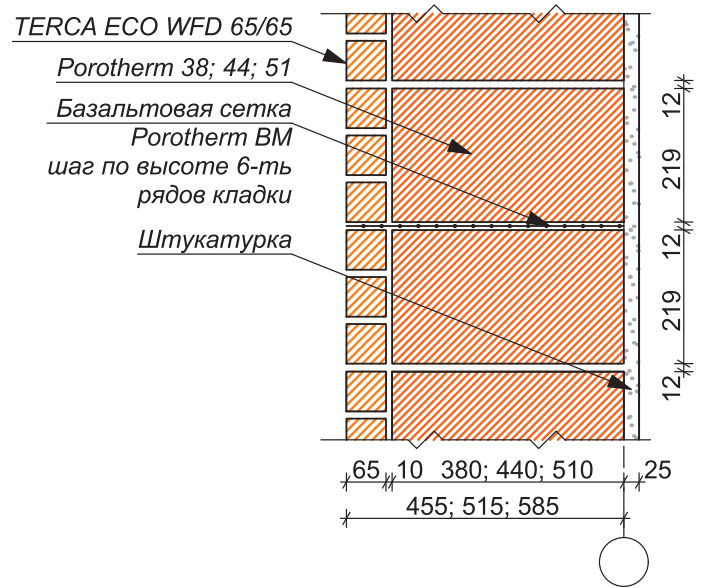 TERCA ECO WFD 65/65
Porotherm 38; 44; 51
Базальтовая сетка
Porotherm BM
шаг по высоте 6-ть
рядов кладки
Штукатурка
12
219
12
219
12
65 10 380; 440; 510 25
455; 515; 585